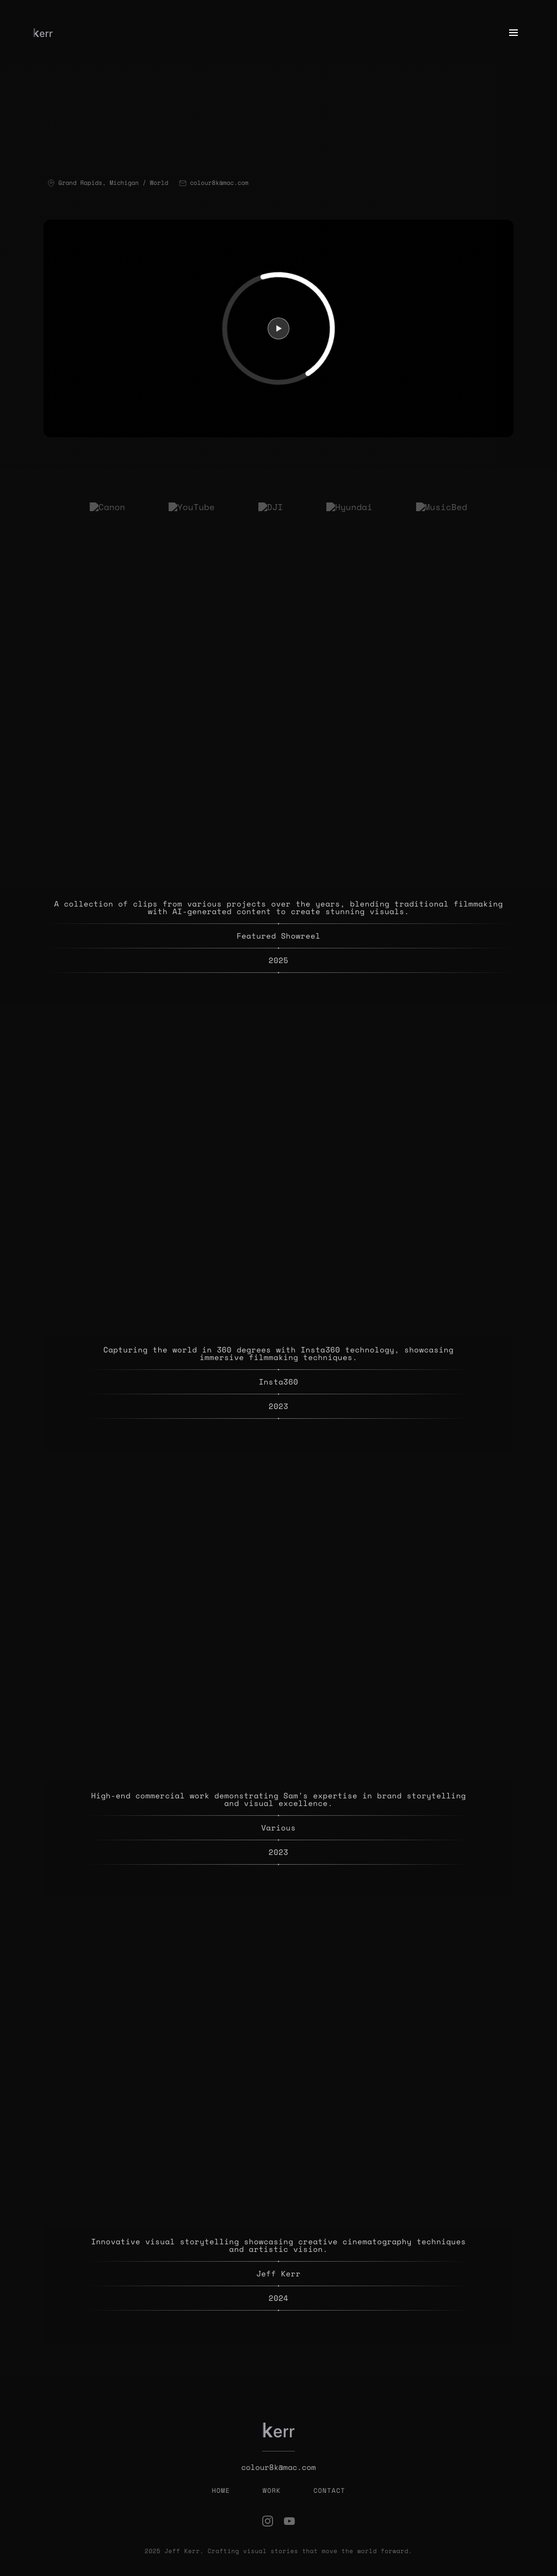 kerr
Grand Rapids, Michigan / World colour8k@mac.com
Canon YouTube DJI Hyundai MusicBed
A collection of clips from various projects over the years, blending traditional filmmaking
with AI-generated content to create stunning visuals.
Featured Showreel
2025
Capturing the world in 360 degrees with Insta360 technology, showcasing
immersive filmmaking techniques.
Insta360
2023
High-end commercial work demonstrating Sam's expertise in brand storytelling
and visual excellence.
Various
2023
Innovative visual storytelling showcasing creative cinematography techniques
and artistic vision.
Jeff Kerr
2024
kerr
colour8k@mac.com
HOME WORK CONTACT
2025 Jeff Kerr. Crafting visual stories that move the world forward.